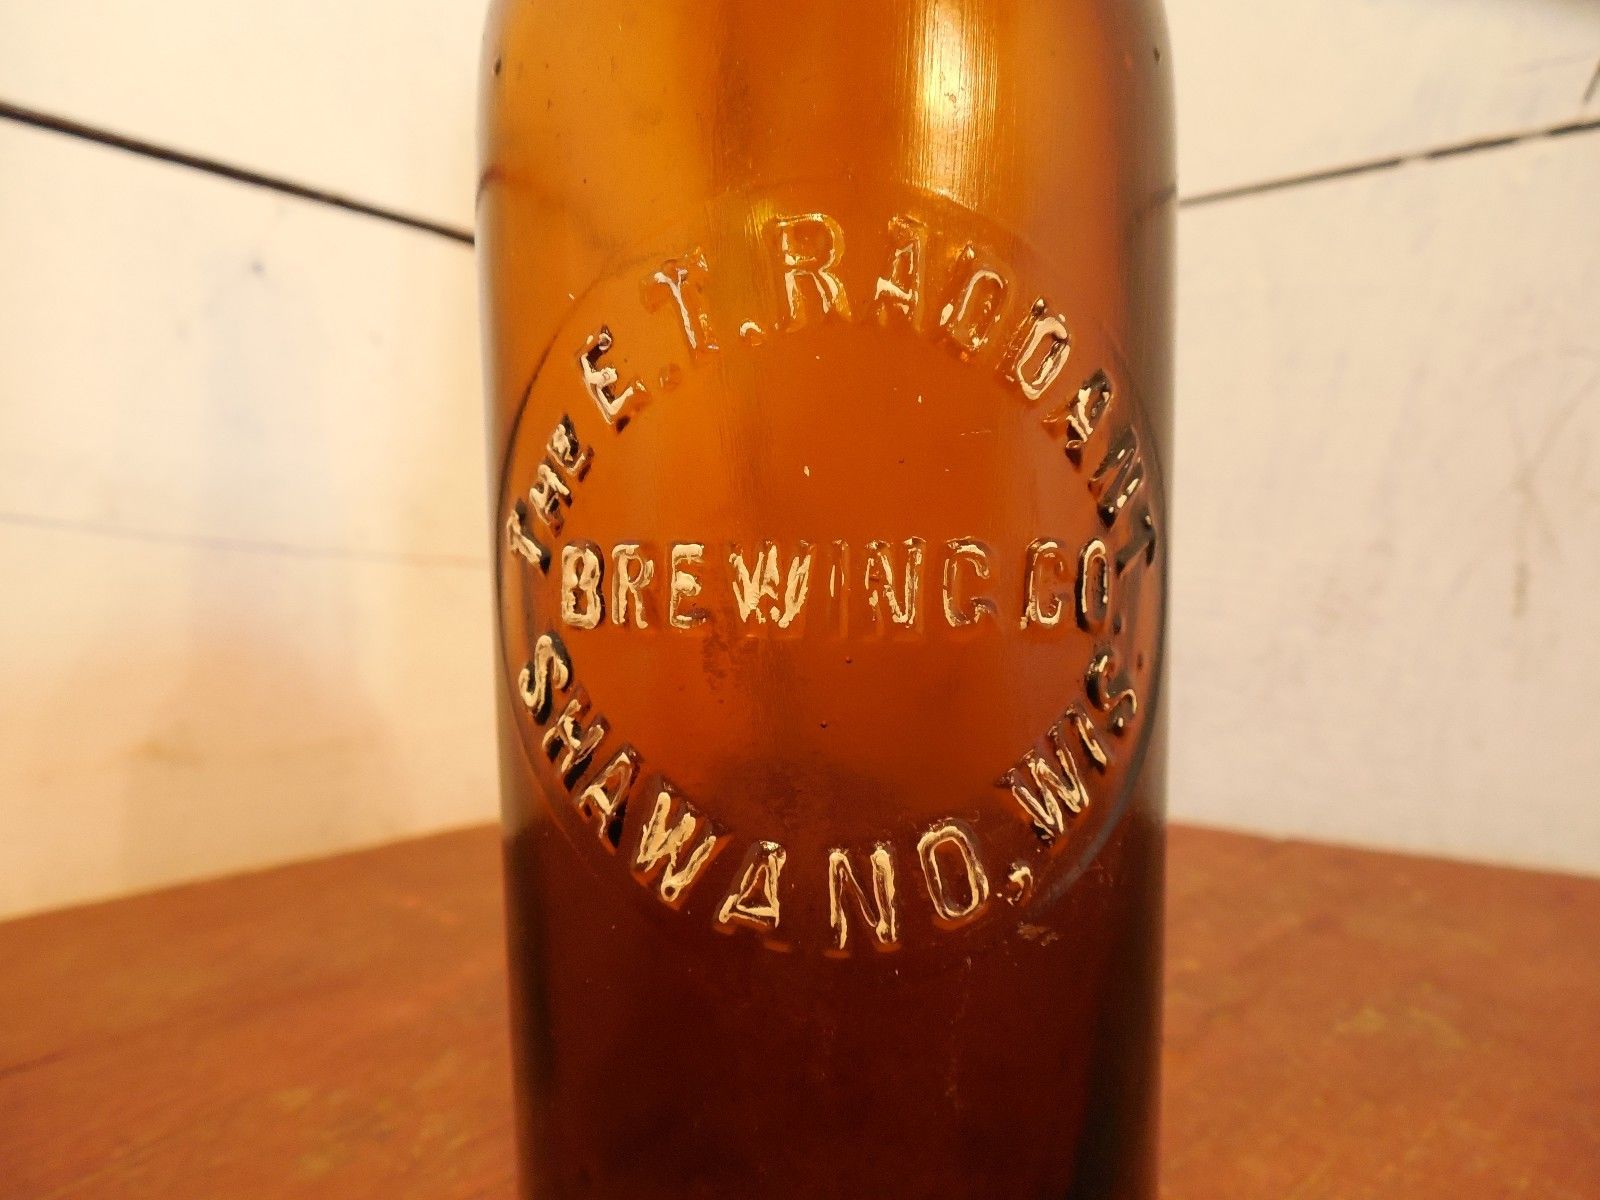 THE E.T. RADDANT
BREWING CO.
SHAWANO, WIS.